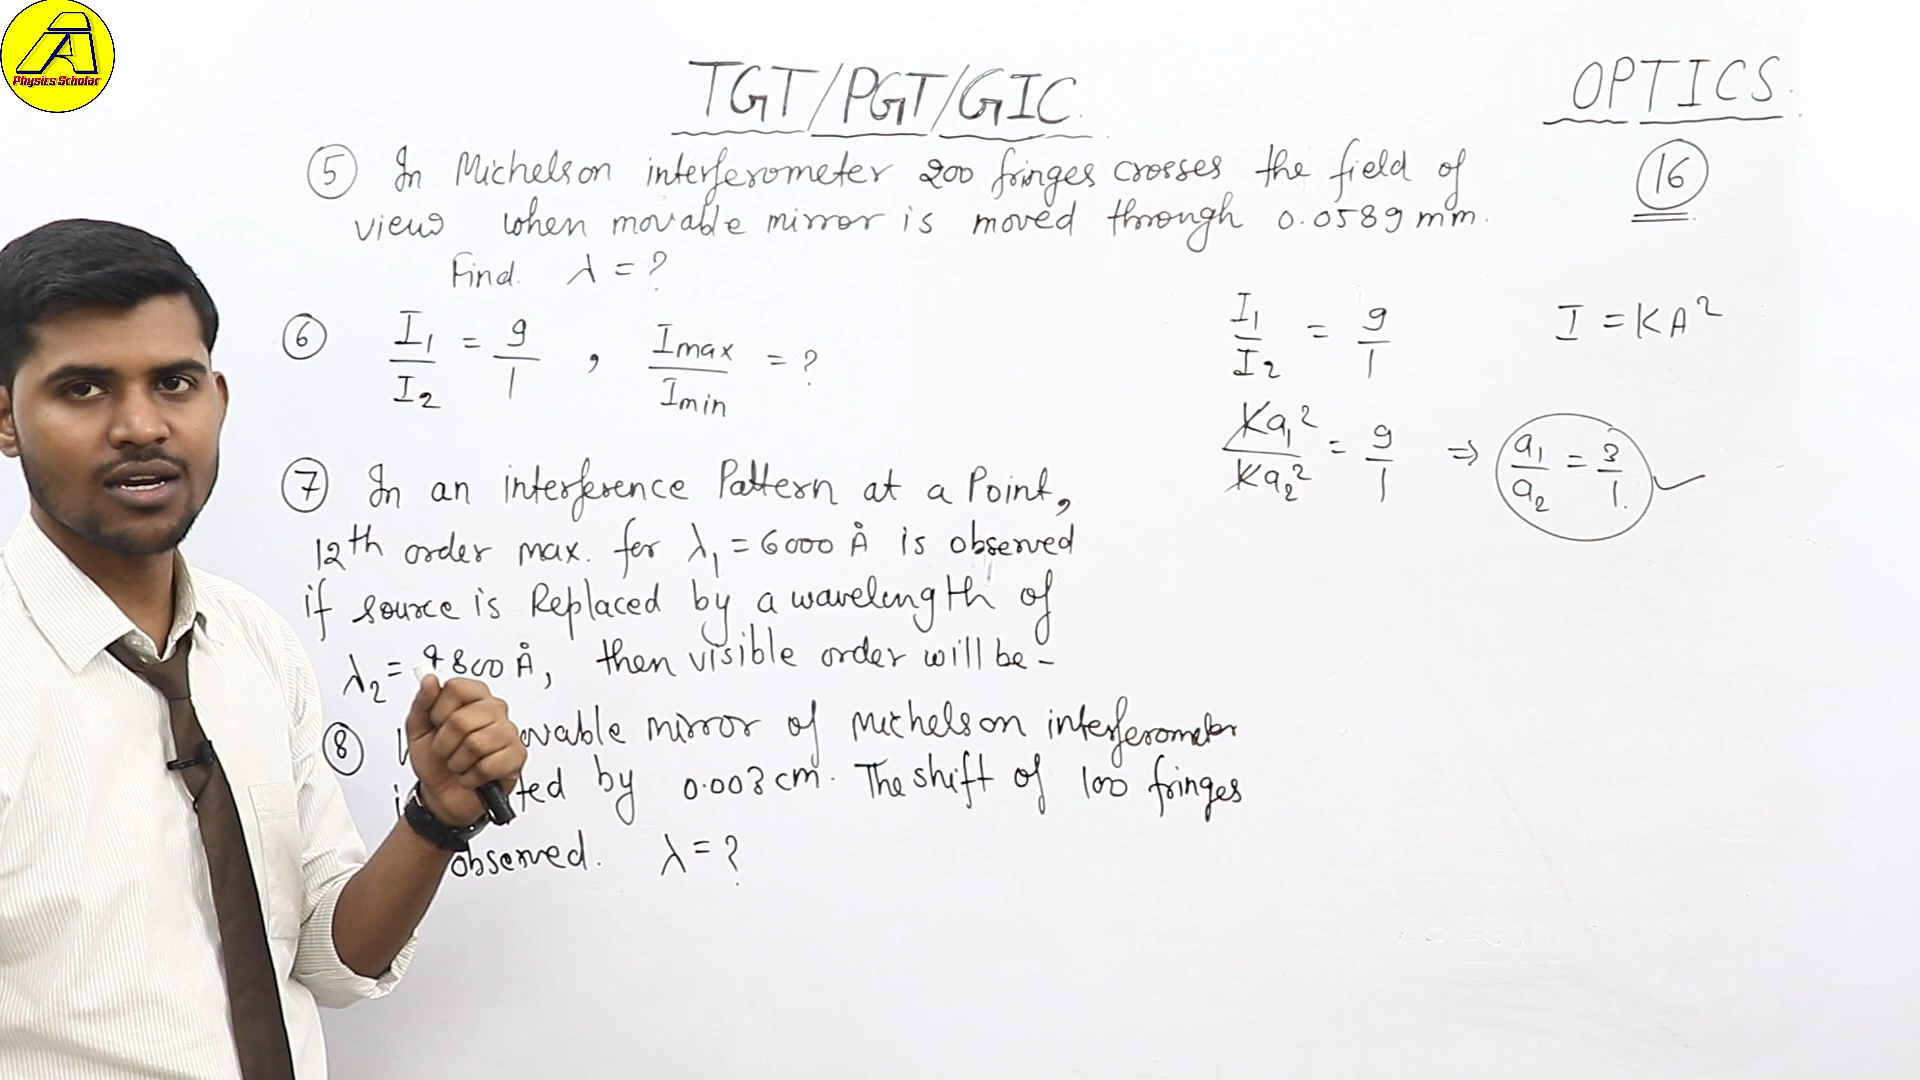 A
Physics Scholar
TGT/PGT/GIC
OPTICS
16
5 In Michelson interferometer 200 fringes crosses the field of
view when movable mirror is moved through 0.0589 mm.
Find. λ = ?
6 I₁/I₂ = 9/1 , Imax/Imin = ?
7 In an interference Pattern at a Point,
12th order max. for λ₁ = 6000 Å is observed
if source is Replaced by a wavelength of
λ₂ = 4800 Å, then visible order will be -
8 mirror of Michelson interferometer
by 0.003 cm. The shift of 100 fringes
observed. λ = ?
I₁/I₂ = 9/1
I = KA²
Ka₁²/Ka₂² = 9/1 ⇒ a₁/a₂ = 3/1.